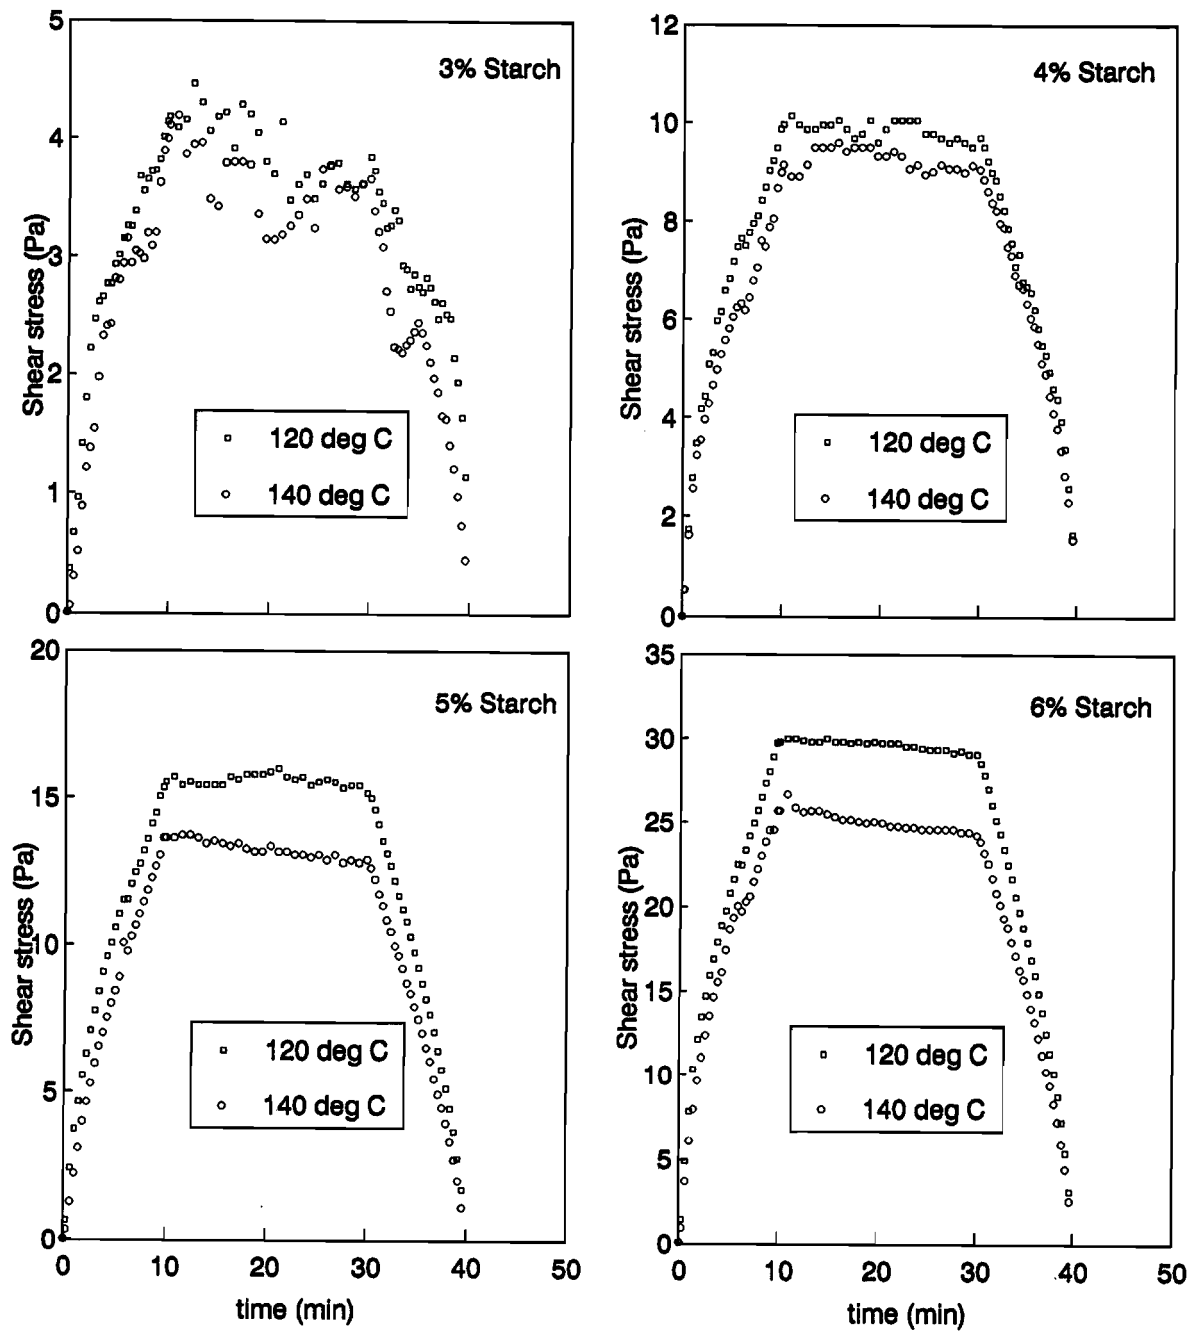 5
4
3
2
1
0
Shear stress (Pa)
3% Starch
120 deg C
140 deg C
12
10
8
6
4
2
0
Shear stress (Pa)
4% Starch
120 deg C
140 deg C
20
15
10
5
0
Shear stress (Pa)
5% Starch
120 deg C
140 deg C
0 10 20 30 40 50
time (min)
35
30
25
20
15
10
5
0
Shear stress (Pa)
6% Starch
120 deg C
140 deg C
0 10 20 30 40 50
time (min)